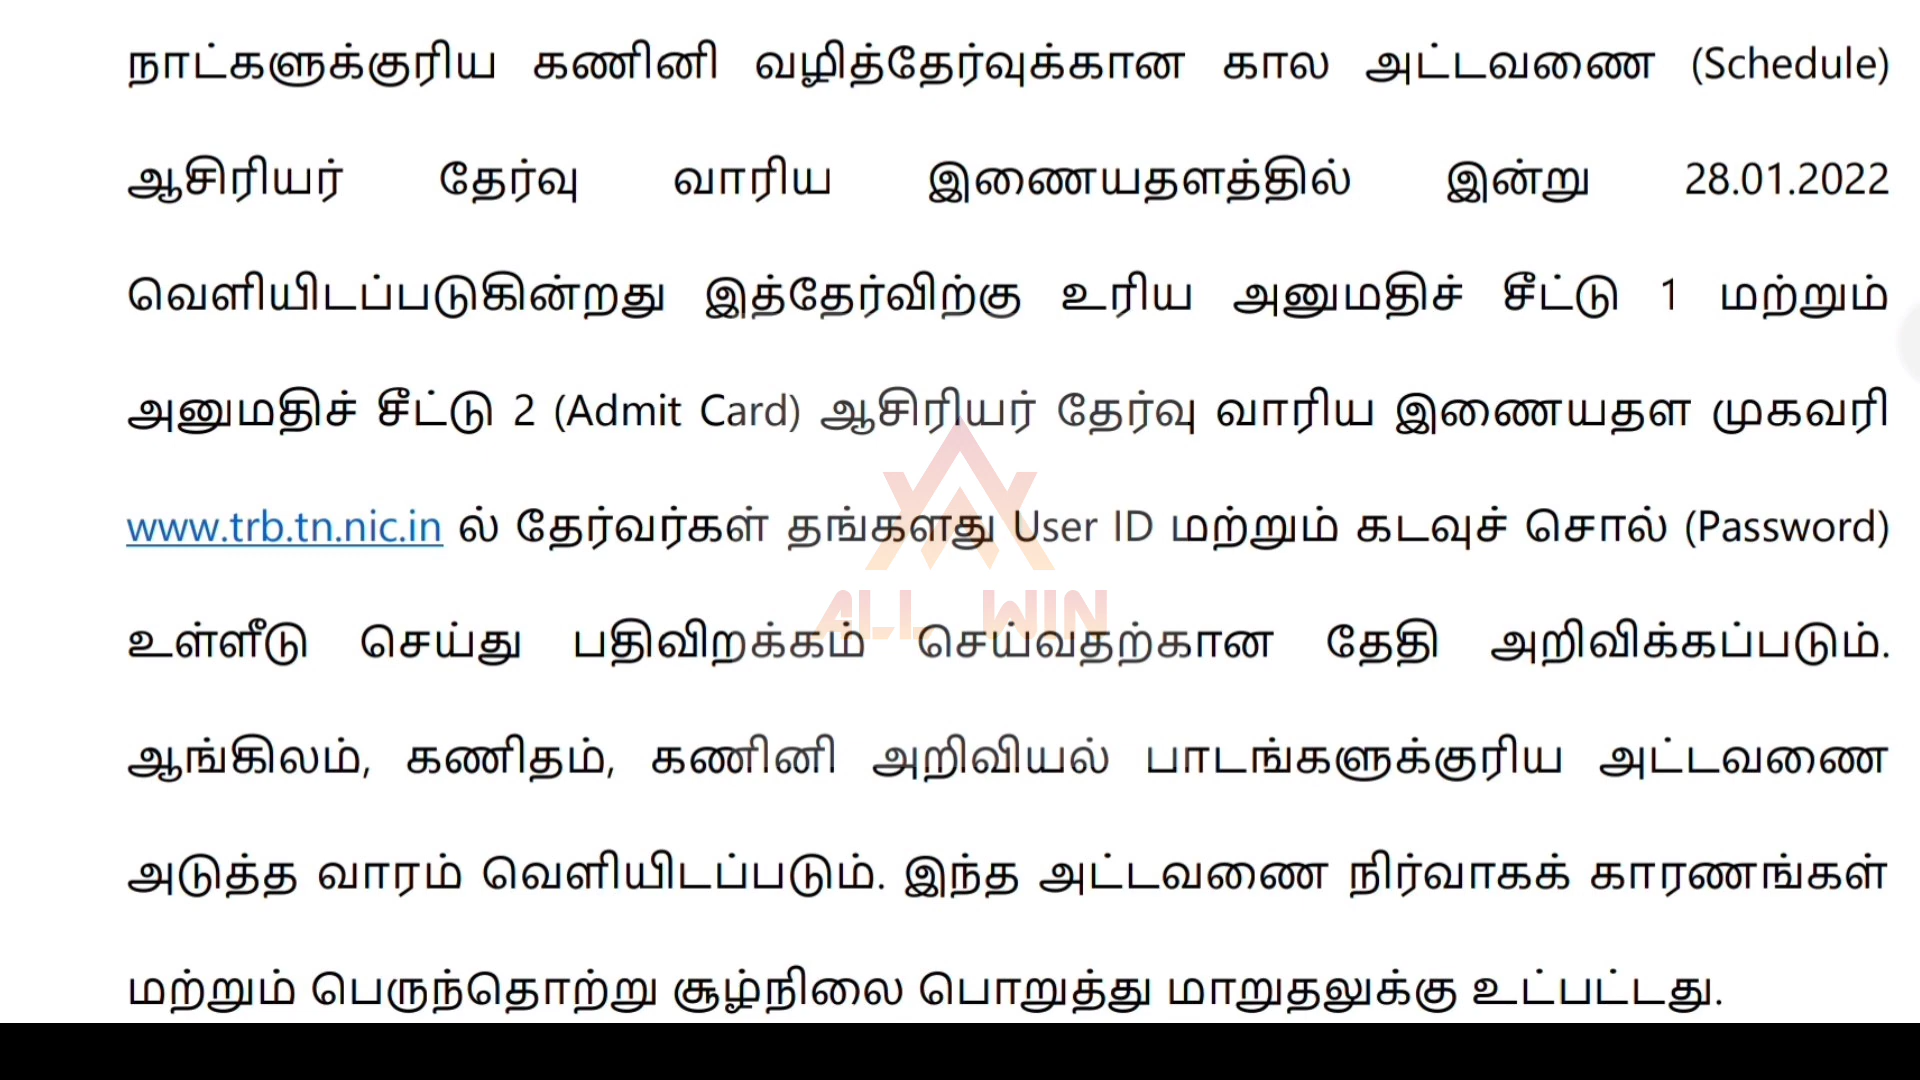 நாட்களுக்குரிய கணினி வழித்தேர்வுக்கான கால அட்டவணை (Schedule)
ஆசிரியர் தேர்வு வாரிய இணையதளத்தில் இன்று 28.01.2022
வெளியிடப்படுகின்றது இத்தேர்விற்கு உரிய அனுமதிச் சீட்டு 1 மற்றும்
அனுமதிச் சீட்டு 2 (Admit Card) ஆசிரியர் தேர்வு வாரிய இணையதள முகவரி
www.trb.tn.nic.in ல் தேர்வர்கள் தங்களது User ID மற்றும் கடவுச் சொல் (Password)
ALL WIN
உள்ளீடு செய்து பதிவிறக்கம் செய்வதற்கான தேதி அறிவிக்கப்படும்.
ஆங்கிலம், கணிதம், கணினி அறிவியல் பாடங்களுக்குரிய அட்டவணை
அடுத்த வாரம் வெளியிடப்படும். இந்த அட்டவணை நிர்வாகக் காரணங்கள்
மற்றும் பெருந்தொற்று சூழ்நிலை பொறுத்து மாறுதலுக்கு உட்பட்டது.